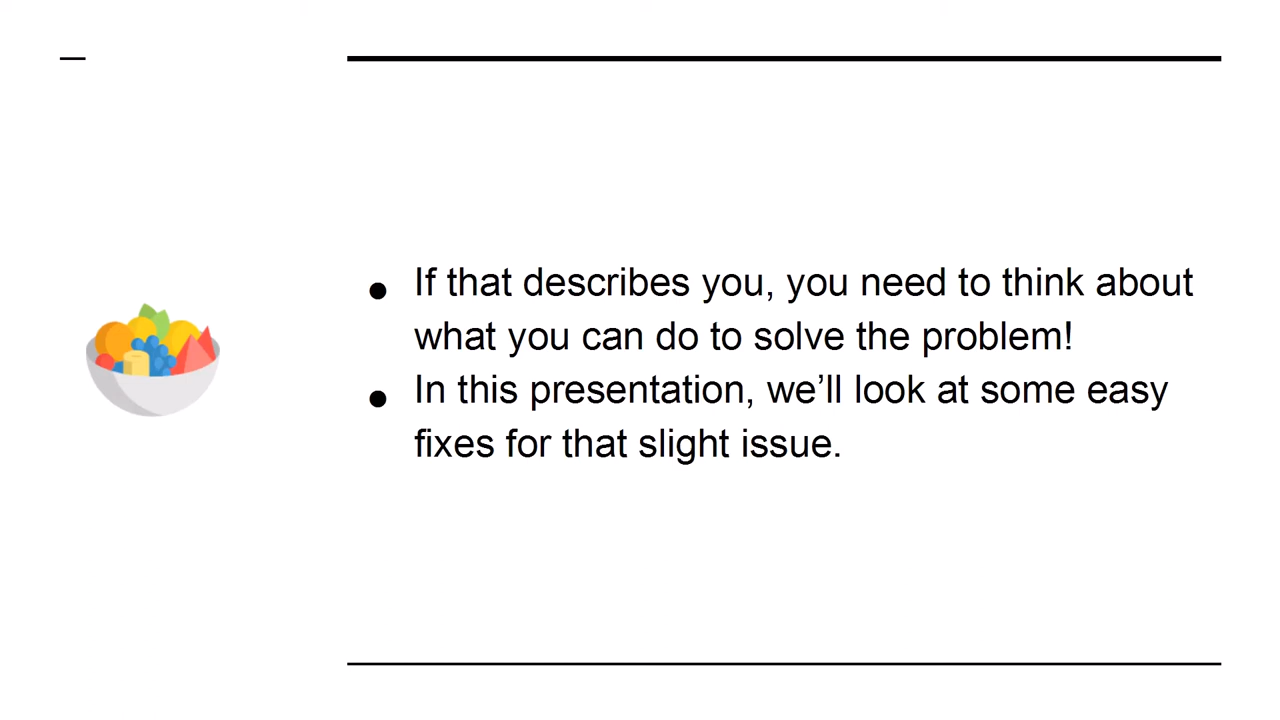 ● If that describes you, you need to think about
what you can do to solve the problem!
● In this presentation, we’ll look at some easy
fixes for that slight issue.